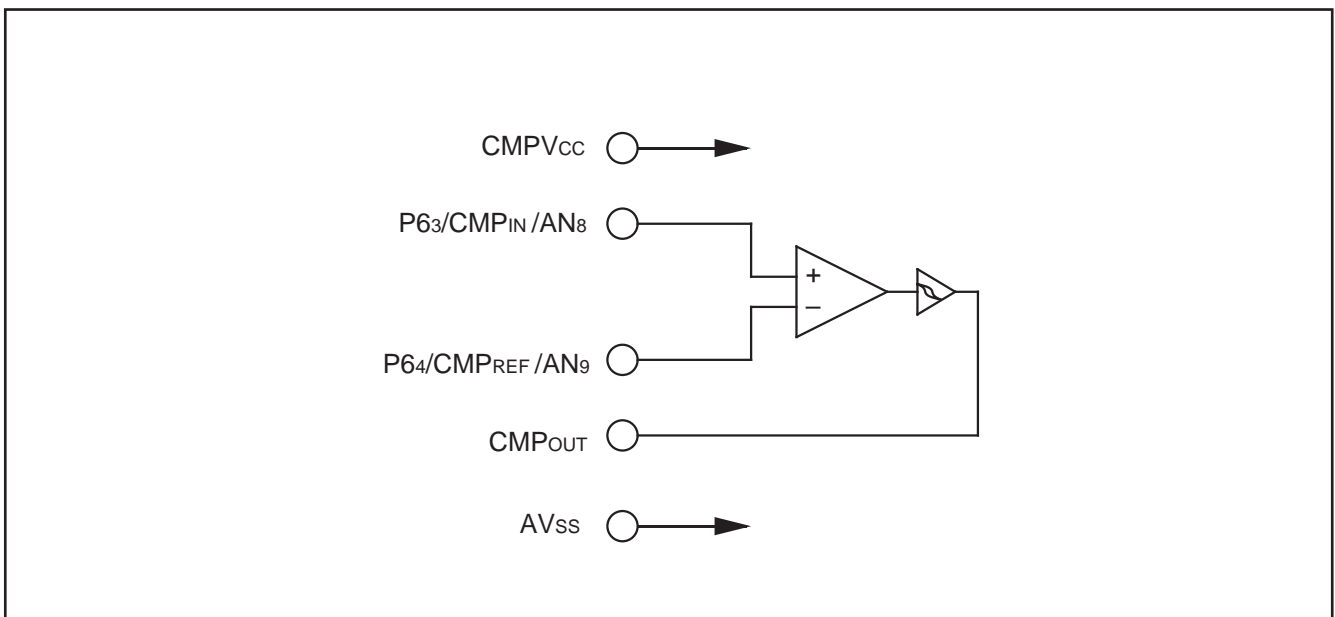 CMPVCC
P63/CMPIN/AN8
+
−
P64/CMPREF/AN9
CMPOUT
AVSS